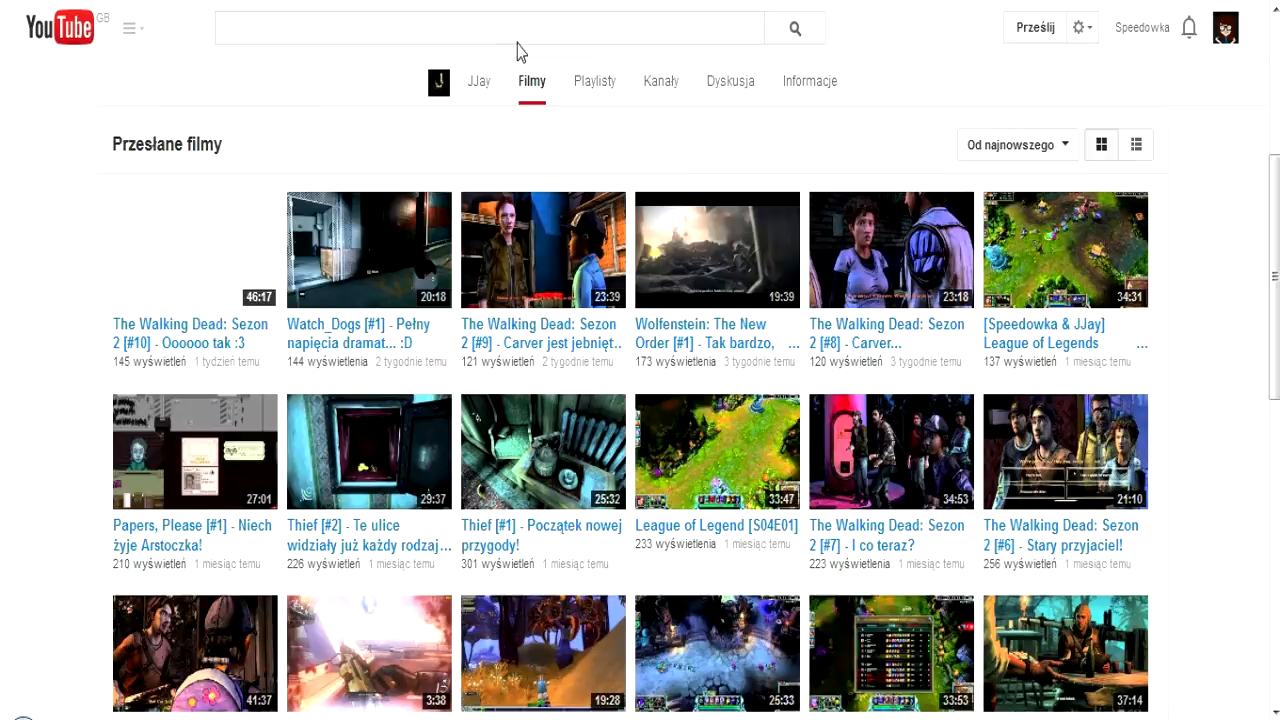 YouTube GB
Prześlij
Speedowka
JJay Filmy Playlisty Kanały Dyskusja Informacje
Przesłane filmy
Od najnowszego
46:17 20:18 23:39 19:39 23:18 34:31
The Walking Dead: Sezon
2 [#10] - Oooooo tak :3
145 wyświetleń 1 tydzień temu
Watch_Dogs [#1] - Pełny
napięcia dramat... :D
144 wyświetlenia 2 tygodnie temu
The Walking Dead: Sezon
2 [#9] - Carver jest jebnięt...
121 wyświetleń 2 tygodnie temu
Wolfenstein: The New
Order [#1] - Tak bardzo, ...
173 wyświetlenia 3 tygodnie temu
The Walking Dead: Sezon
2 [#8] - Carver...
120 wyświetleń 3 tygodnie temu
[Speedowka & JJay]
League of Legends ...
137 wyświetleń 1 miesiąc temu
27:01 29:37 25:32 33:47 34:53 21:10
Papers, Please [#1] - Niech
żyje Arstoczka!
210 wyświetleń 1 miesiąc temu
Thief [#2] - Te ulice
widziały już każdy rodzaj...
226 wyświetleń 1 miesiąc temu
Thief [#1] - Początek nowej
przygody!
301 wyświetleń 1 miesiąc temu
League of Legend [S04E01]
233 wyświetlenia 1 miesiąc temu
The Walking Dead: Sezon
2 [#7] - I co teraz?
223 wyświetlenia 1 miesiąc temu
The Walking Dead: Sezon
2 [#6] - Stary przyjaciel!
256 wyświetleń 1 miesiąc temu
41:37 3:38 19:28 25:33 33:53 37:14